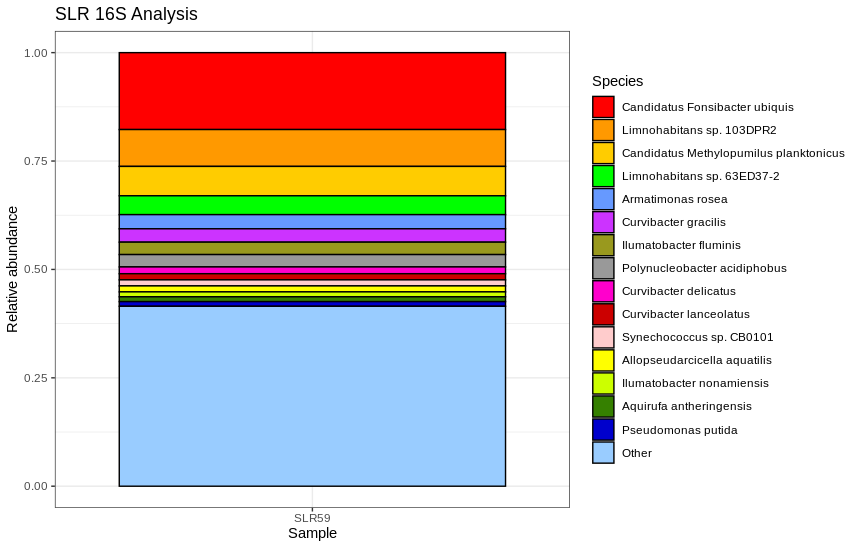 SLR 16S Analysis
Relative abundance
1.00
0.75
0.50
0.25
0.00
SLR59
Sample
Species
Candidatus Fonsibacter ubiquis
Limnohabitans sp. 103DPR2
Candidatus Methylopumilus planktonicus
Limnohabitans sp. 63ED37-2
Armatimonas rosea
Curvibacter gracilis
Ilumatobacter fluminis
Polynucleobacter acidiphobus
Curvibacter delicatus
Curvibacter lanceolatus
Synechococcus sp. CB0101
Allopseudarcicella aquatilis
Ilumatobacter nonamiensis
Aquirufa antheringensis
Pseudomonas putida
Other